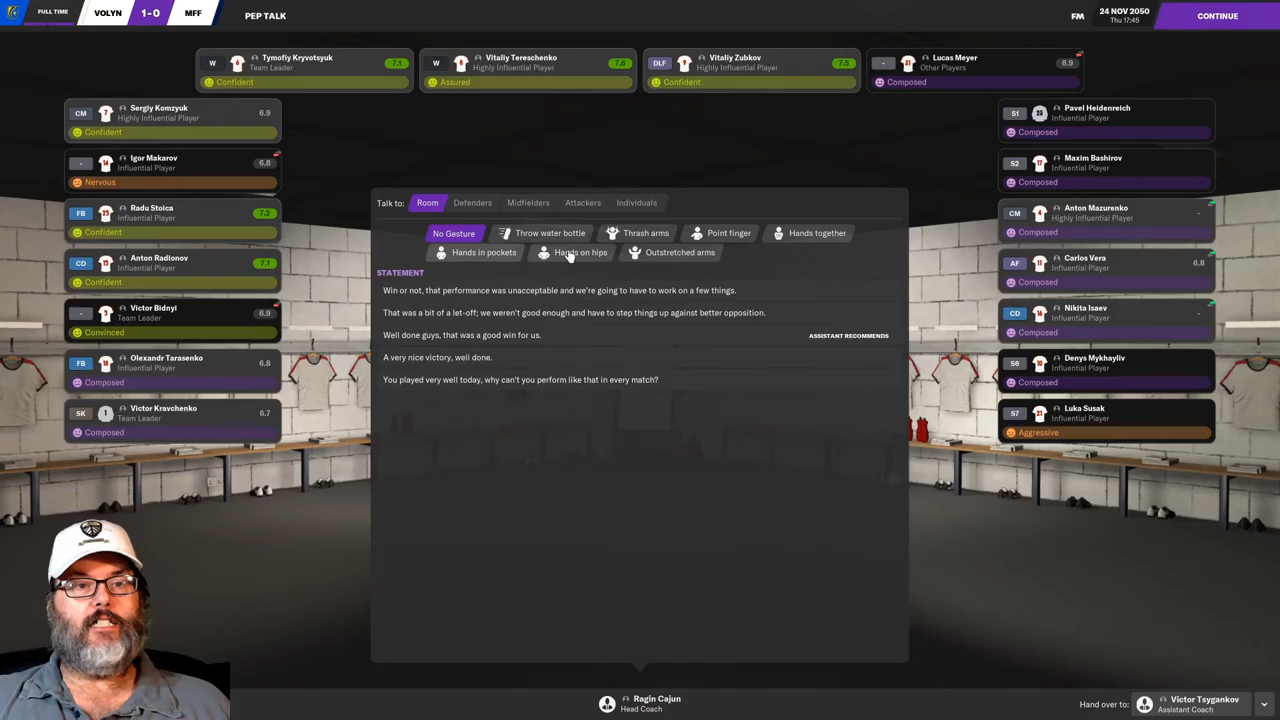 FULL TIME
VOLYN
1 - 0
MFF
PEP TALK
FM
24 NOV 2050
Thu 17:45
CONTINUE
W
6
Tymofiy Kryvotsyuk
Team Leader
7.1
Confident
W
8
Vitaliy Tereschenko
Highly Influential Player
7.6
Assured
DLF
9
Vitaliy Zubkov
Highly Influential Player
7.5
Confident
-
Lucas Meyer
Other Players
6.9
Composed
CM
7
Sergiy Komzyuk
Highly Influential Player
6.9
Confident
-
14
Igor Makarov
Influential Player
6.8
Nervous
FB
Radu Stoica
Influential Player
7.2
Confident
CD
Anton Radionov
Influential Player
7.1
Confident
-
Victor Bidnyi
Team Leader
6.9
Convinced
FB
Olexandr Tarasenko
Influential Player
6.8
Composed
SK
1
Victor Kravchenko
Team Leader
6.7
Composed
Talk to:
Room
Defenders
Midfielders
Attackers
Individuals
No Gesture
Throw water bottle
Thrash arms
Point finger
Hands together
Hands in pockets
Hands on hips
Outstretched arms
STATEMENT
Win or not, that performance was unacceptable and we're going to have to work on a few things.
That was a bit of a let-off; we weren't good enough and have to step things up against better opposition.
Well done guys, that was a good win for us.
ASSISTANT RECOMMENDS
A very nice victory, well done.
You played very well today, why can't you perform like that in every match?
S1
Pavel Heidenreich
Influential Player
Composed
S2
17
Maxim Bashirov
Influential Player
Composed
CM
4
Anton Mazurenko
Highly Influential Player
-
Composed
AF
11
Carlos Vera
Influential Player
6.8
Composed
CD
Nikita Isaev
Influential Player
-
Composed
S6
10
Denys Mykhayliv
Influential Player
Composed
S7
21
Luka Susak
Influential Player
Aggressive
Ragin Cajun
Head Coach
Hand over to:
Victor Tsygankov
Assistant Coach